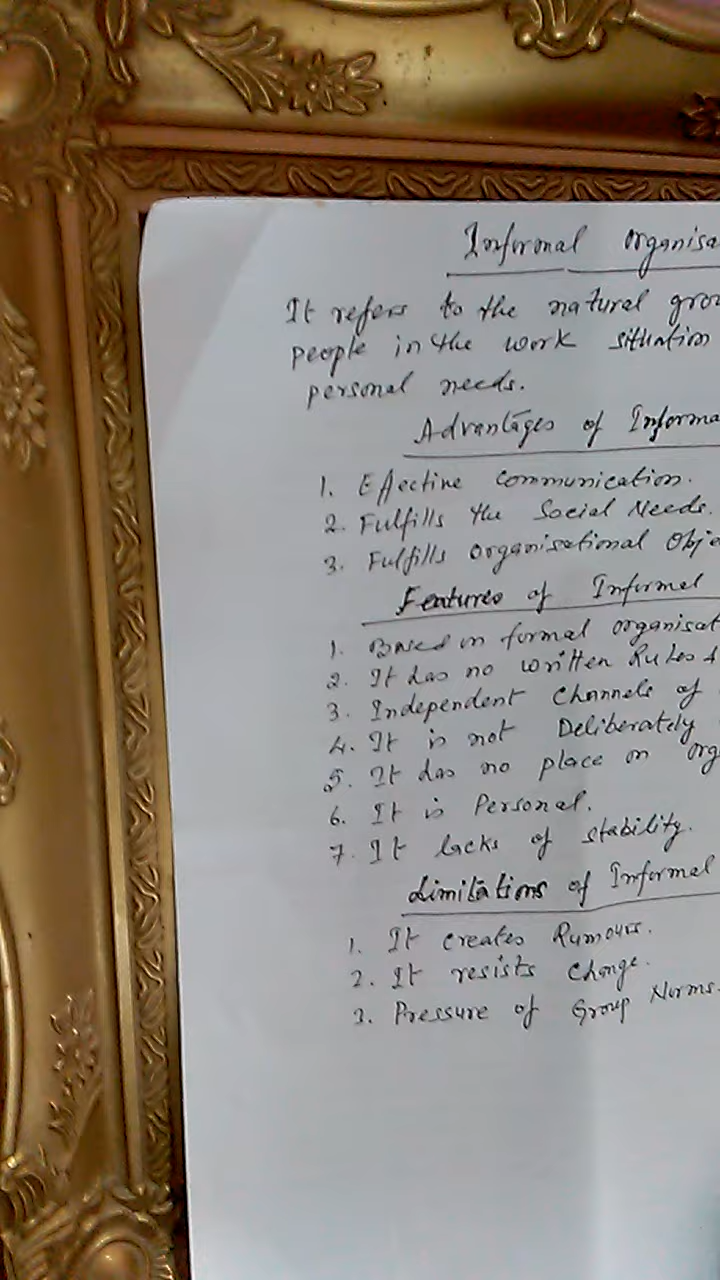 Informal Organisa
It refers to the natural grou
people in the work situation
personal needs.
Advantages of Informa
1. Effective Communication.
2. Fulfills the Social Needs.
3. Fulfills Organisational Obje
Features of Informal
1. Based on formal organisat
2. It has no written Rules &
3. Independent Channels of
4. It is not Deliberately
5. It has no place on org
6. It is Personal.
7. It lacks of stability.
Limitations of Informal
1. It creates Rumours.
2. It resists Change.
3. Pressure of Group Norms.